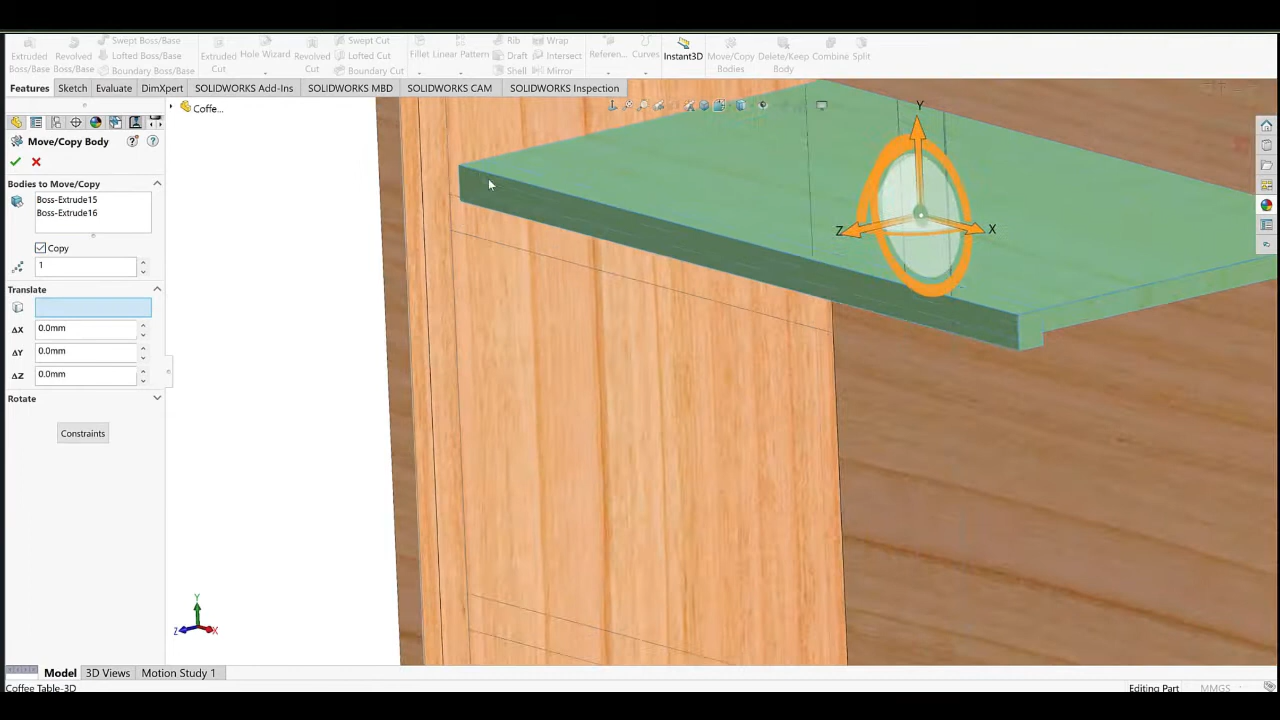 Extruded Boss/Base
Revolved Boss/Base
Swept Boss/Base
Lofted Boss/Base
Boundary Boss/Base
Extruded Cut
Hole Wizard
Revolved Cut
Swept Cut
Lofted Cut
Boundary Cut
Fillet
Linear Pattern
Rib
Draft
Shell
Wrap
Intersect
Mirror
Referen...
Curves
Instant3D
Move/Copy Bodies
Delete/Keep Body
Combine
Split
Features Sketch Evaluate DimXpert SOLIDWORKS Add-Ins SOLIDWORKS MBD SOLIDWORKS CAM SOLIDWORKS Inspection
Coffe...
Move/Copy Body
Bodies to Move/Copy
Boss-Extrude15
Boss-Extrude16
Copy
1
Translate
ΔX 0.0mm
ΔY 0.0mm
ΔZ 0.0mm
Rotate
Constraints
Y
Z
X
Y
Z
X
Model 3D Views Motion Study 1
Coffee Table-3D
Editing Part
MMGS